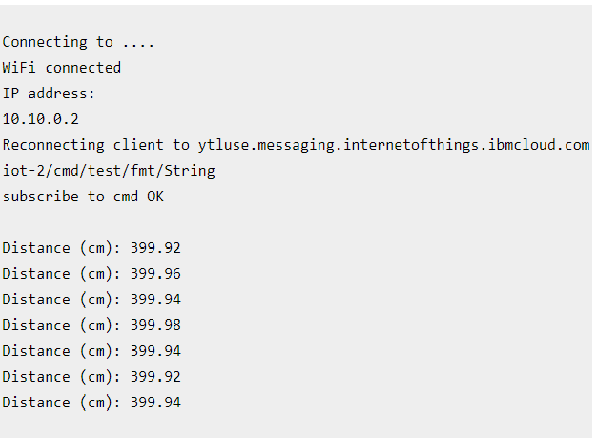 Connecting to ....
WiFi connected
IP address:
10.10.0.2
Reconnecting client to ytluse.messaging.internetofthings.ibmcloud.com
iot-2/cmd/test/fmt/String
subscribe to cmd OK
Distance (cm): 399.92
Distance (cm): 399.96
Distance (cm): 399.94
Distance (cm): 399.98
Distance (cm): 399.94
Distance (cm): 399.92
Distance (cm): 399.94